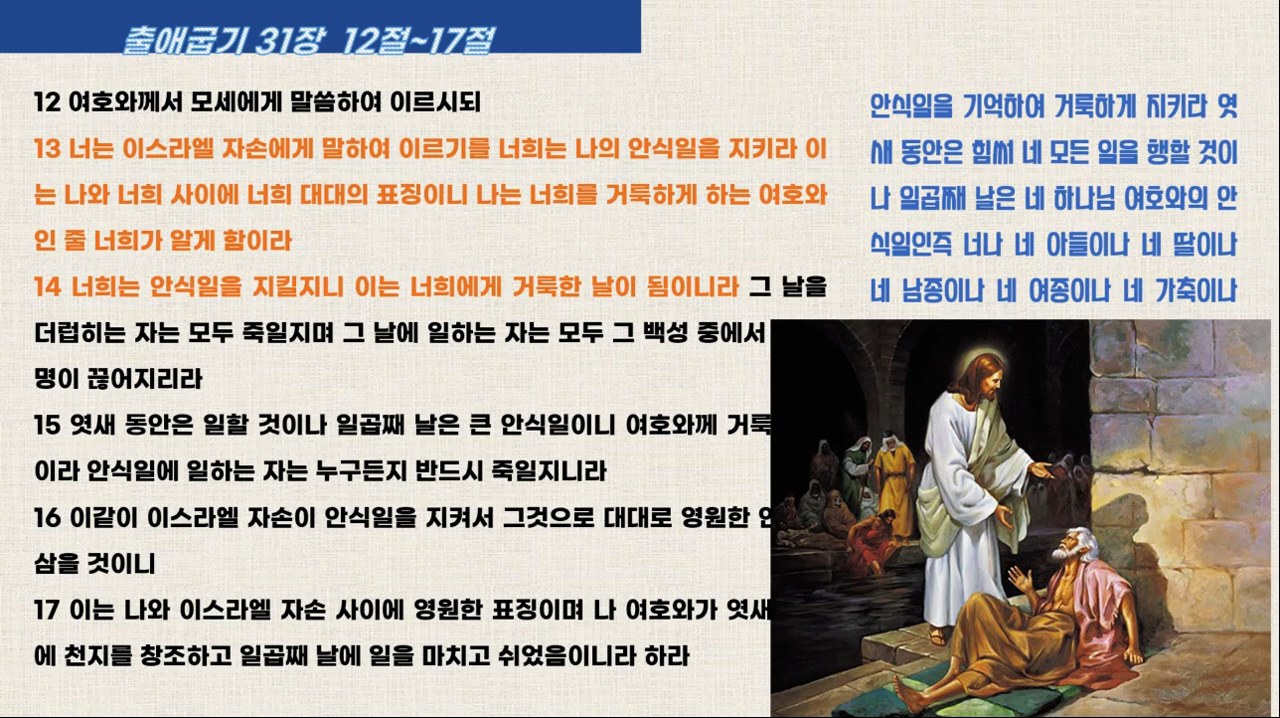 출애굽기 31장 12절~17절
12 여호와께서 모세에게 말씀하여 이르시되
13 너는 이스라엘 자손에게 말하여 이르기를 너희는 나의 안식일을 지키라 이
는 나와 너희 사이에 너희 대대의 표징이니 나는 너희를 거룩하게 하는 여호와
인 줄 너희가 알게 함이라
14 너희는 안식일을 지킬지니 이는 너희에게 거룩한 날이 됨이니라 그 날을
더럽히는 자는 모두 죽일지며 그 날에 일하는 자는 모두 그 백성 중에서
명이 끊어지리라
15 엿새 동안은 일할 것이나 일곱째 날은 큰 안식일이니 여호와께 거룩
이라 안식일에 일하는 자는 누구든지 반드시 죽일지니라
16 이같이 이스라엘 자손이 안식일을 지켜서 그것으로 대대로 영원한
삼을 것이니
17 이는 나와 이스라엘 자손 사이에 영원한 표징이며 나 여호와가 엿새
에 천지를 창조하고 일곱째 날에 일을 마치고 쉬었음이니라 하라
안식일을 기억하여 거룩하게 지키라 엿
새 동안은 힘써 네 모든 일을 행할 것이
나 일곱째 날은 네 하나님 여호와의 안
식일인즉 너나 네 아들이나 네 딸이나
네 남종이나 네 여종이나 네 가축이나